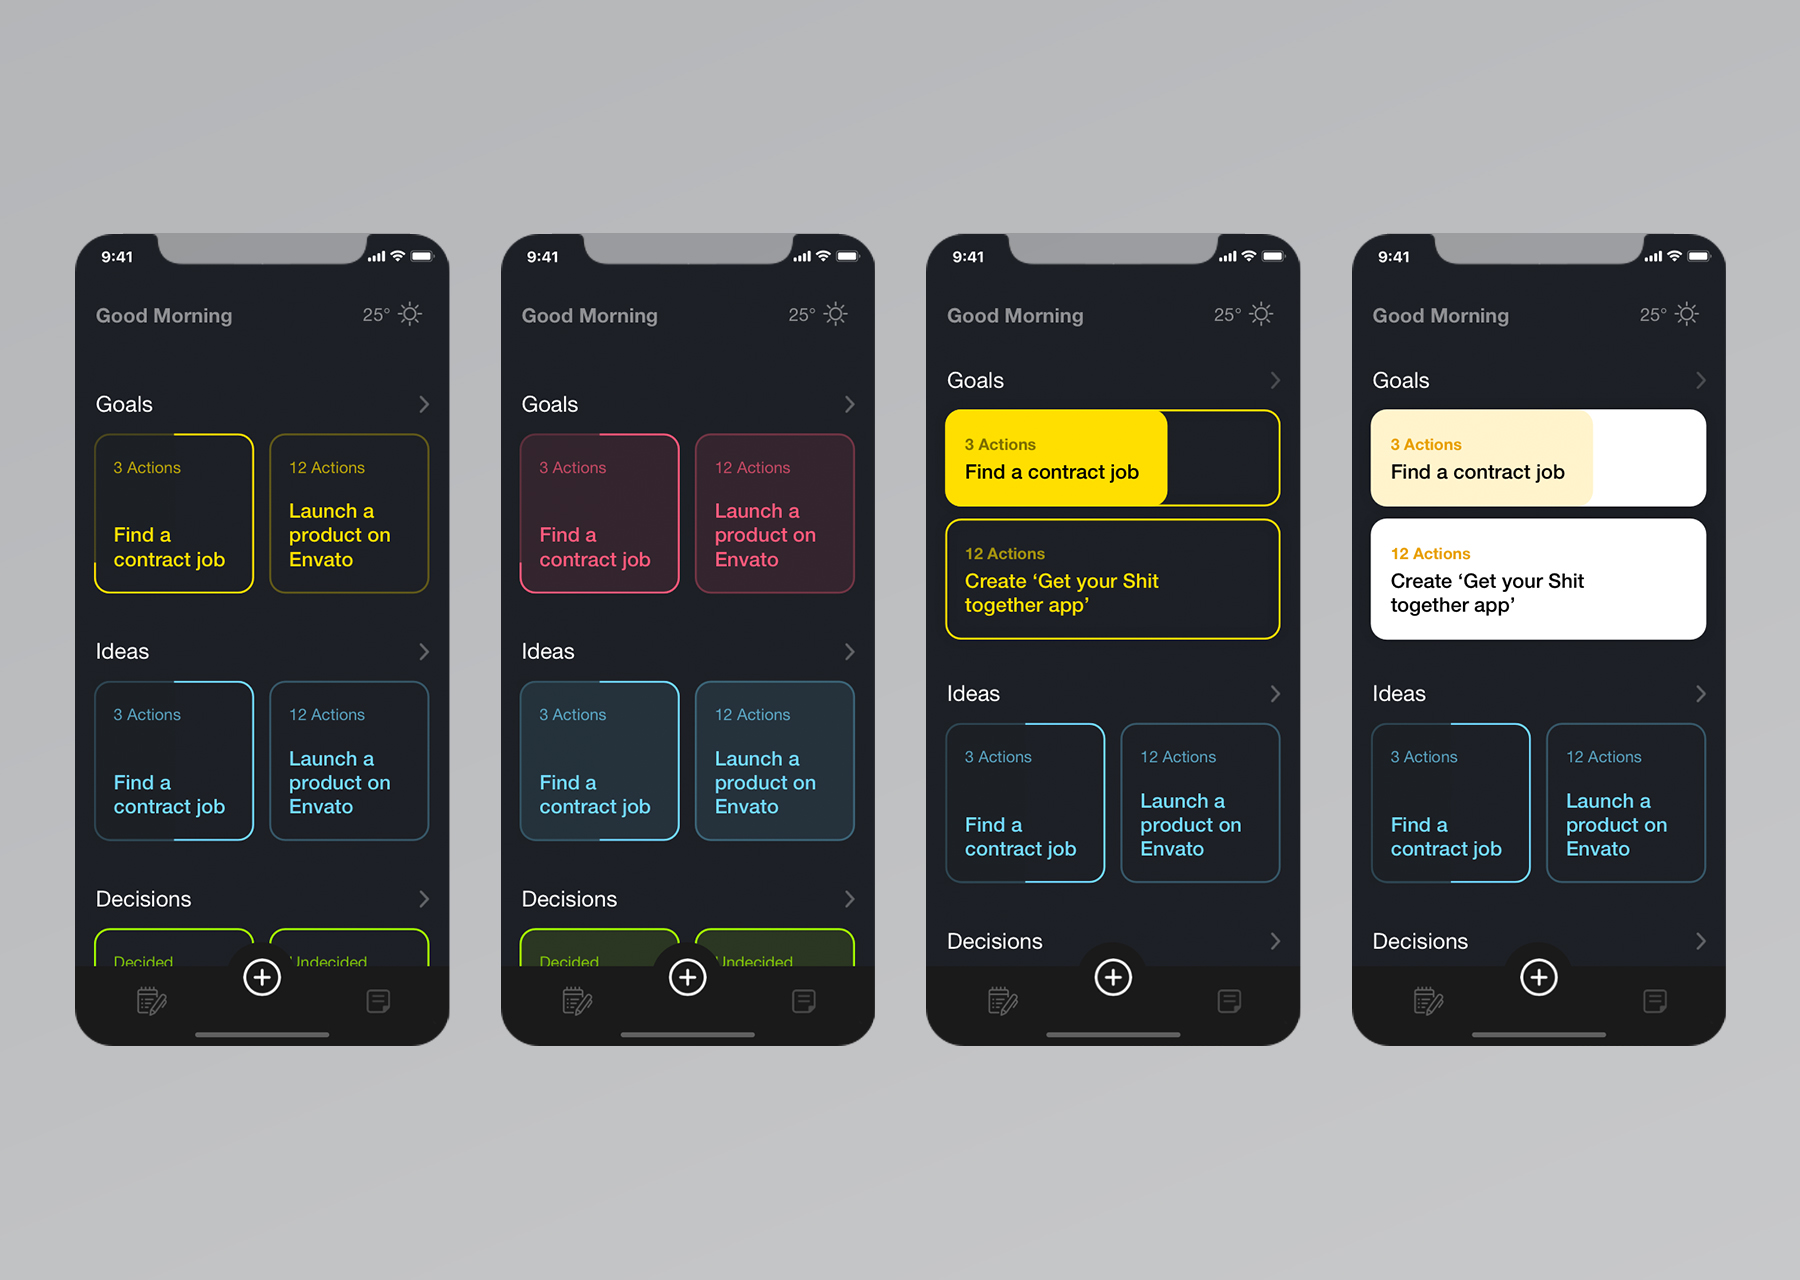 9:41
Good Morning
25°
Goals
3 Actions
Find a
contract job
12 Actions
Launch a
product on
Envato
Ideas
3 Actions
Find a
contract job
12 Actions
Launch a
product on
Envato
Decisions
Decided
Undecided
9:41
Good Morning
25°
Goals
3 Actions
Find a
contract job
12 Actions
Launch a
product on
Envato
Ideas
3 Actions
Find a
contract job
12 Actions
Launch a
product on
Envato
Decisions
Decided
Undecided
9:41
Good Morning
25°
Goals
3 Actions
Find a contract job
12 Actions
Create ‘Get your Shit
together app’
Ideas
3 Actions
Find a
contract job
12 Actions
Launch a
product on
Envato
Decisions
9:41
Good Morning
25°
Goals
3 Actions
Find a contract job
12 Actions
Create ‘Get your Shit
together app’
Ideas
3 Actions
Find a
contract job
12 Actions
Launch a
product on
Envato
Decisions